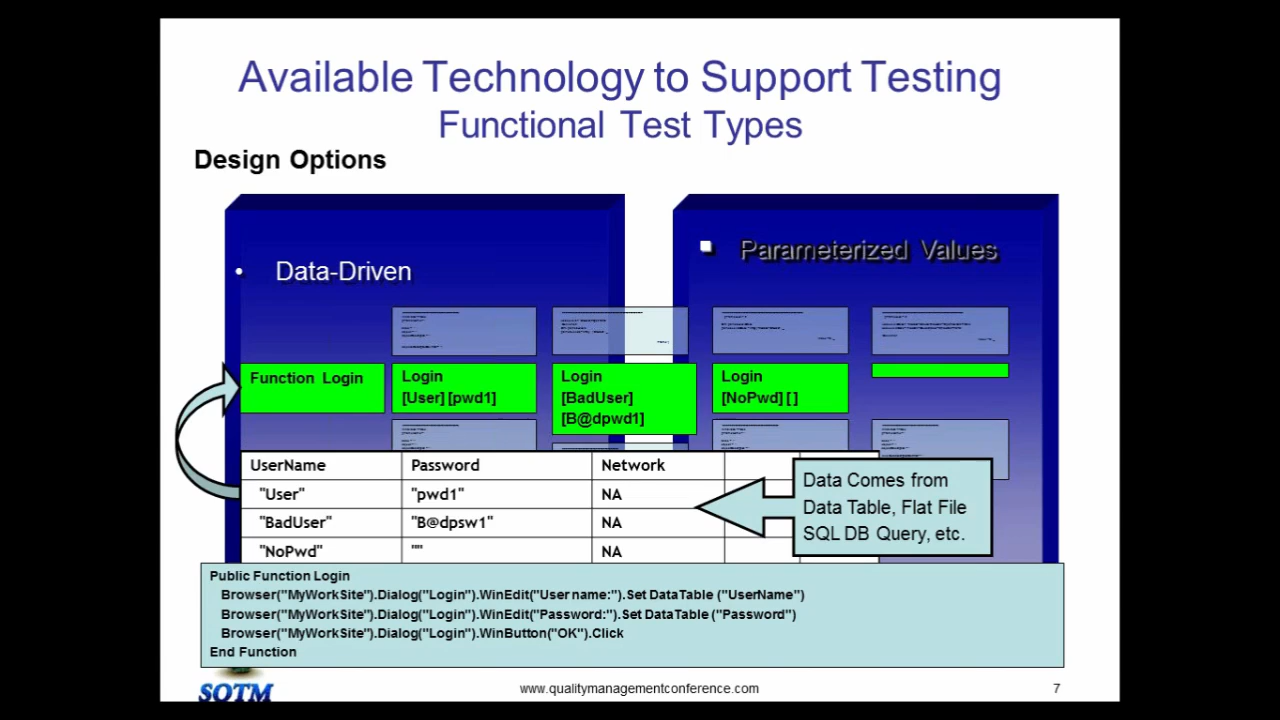 Available Technology to Support Testing
Functional Test Types
Design Options
• Data-Driven
Parameterized Values
Function Login
Login
[User][pwd1]
Login
[BadUser]
[B@dpwd1]
Login
[NoPwd][ ]
UserName Password Network
"User" "pwd1" NA
"BadUser" "B@dpsw1" NA
"NoPwd" "" NA
Data Comes from
Data Table, Flat File
SQL DB Query, etc.
Public Function Login
Browser("MyWorkSite").Dialog("Login").WinEdit("User name:").Set DataTable ("UserName")
Browser("MyWorkSite").Dialog("Login").WinEdit("Password:").Set DataTable ("Password")
Browser("MyWorkSite").Dialog("Login").WinButton("OK").Click
End Function
SOTM
www.qualitymanagementconference.com
7